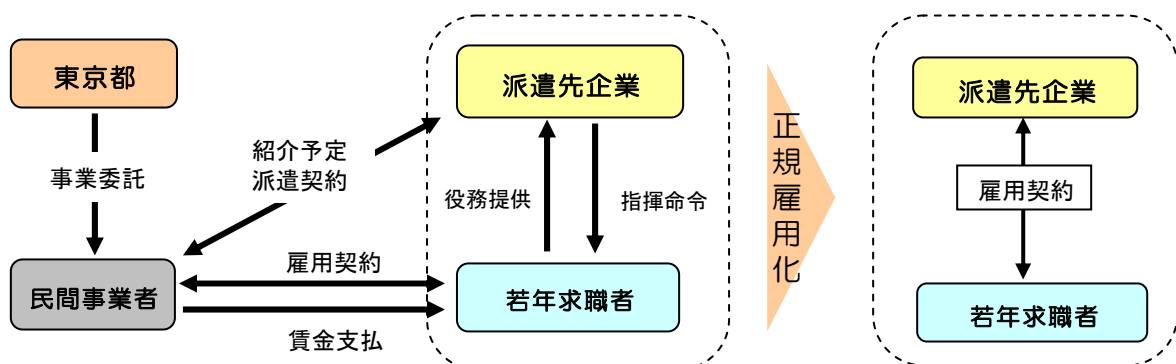 東京都
事業委託
民間事業者
紹介予定
派遣契約
雇用契約
賃金支払
派遣先企業
役務提供
指揮命令
若年求職者
正規雇用化
派遣先企業
雇用契約
若年求職者